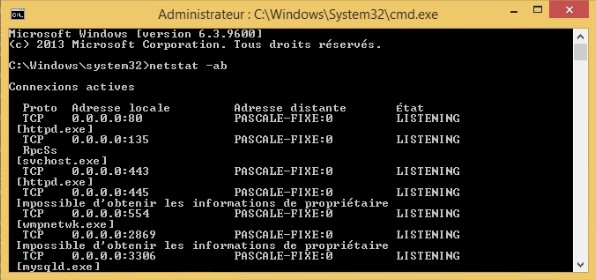 Administrateur : C:\Windows\System32\cmd.exe
Microsoft Windows [version 6.3.9600]
(c) 2013 Microsoft Corporation. Tous droits réservés.
C:\Windows\system32>netstat -ab
Connexions actives
Proto Adresse locale Adresse distante État
TCP 0.0.0.0:80 PASCALE-FIXE:0 LISTENING
[httpd.exe]
TCP 0.0.0.0:135 PASCALE-FIXE:0 LISTENING
RpcSs
[svchost.exe]
TCP 0.0.0.0:443 PASCALE-FIXE:0 LISTENING
[httpd.exe]
TCP 0.0.0.0:445 PASCALE-FIXE:0 LISTENING
Impossible d'obtenir les informations de propriétaire
TCP 0.0.0.0:554 PASCALE-FIXE:0 LISTENING
[wmpnetwk.exe]
TCP 0.0.0.0:2869 PASCALE-FIXE:0 LISTENING
Impossible d'obtenir les informations de propriétaire
TCP 0.0.0.0:3306 PASCALE-FIXE:0 LISTENING
[mysqld.exe]